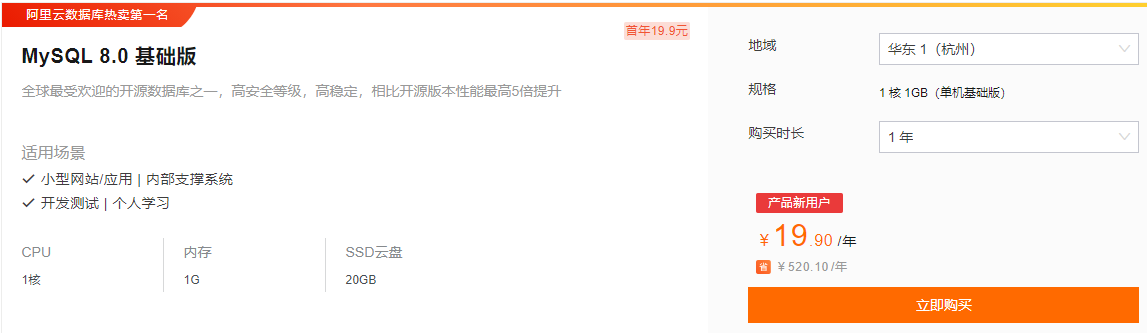 阿里云数据库热卖第一名
首年19.9元
MySQL 8.0 基础版
全球最受欢迎的开源数据库之一，高安全等级，高稳定，相比开源版本性能最高5倍提升
适用场景
小型网站/应用 | 内部支撑系统
开发测试 | 个人学习
CPU 内存 SSD云盘
1核 1G 20GB
地域 华东 1（杭州）
规格 1 核 1GB（单机基础版）
购买时长 1 年
产品新用户
￥19.90 /年
省 ￥520.10/年
立即购买